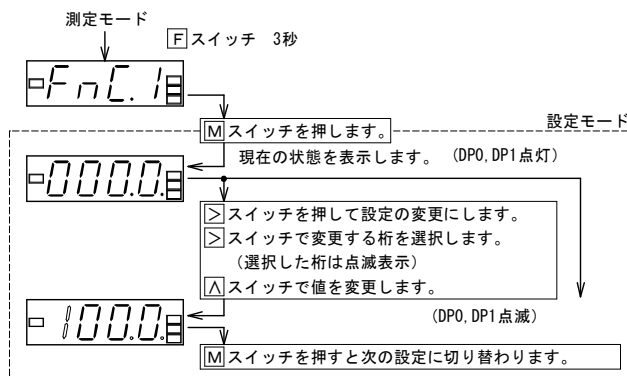 測定モード
Fスイッチ 3秒
FnC.1
設定モード
Mスイッチを押します。
現在の状態を表示します。 (DP0,DP1点灯)
-000.0.
>スイッチを押して設定の変更にします。
>スイッチで変更する桁を選択します。
(選択した桁は点滅表示)
∧スイッチで値を変更します。
(DP0,DP1点滅)
100.0.
Mスイッチを押すと次の設定に切り替わります。